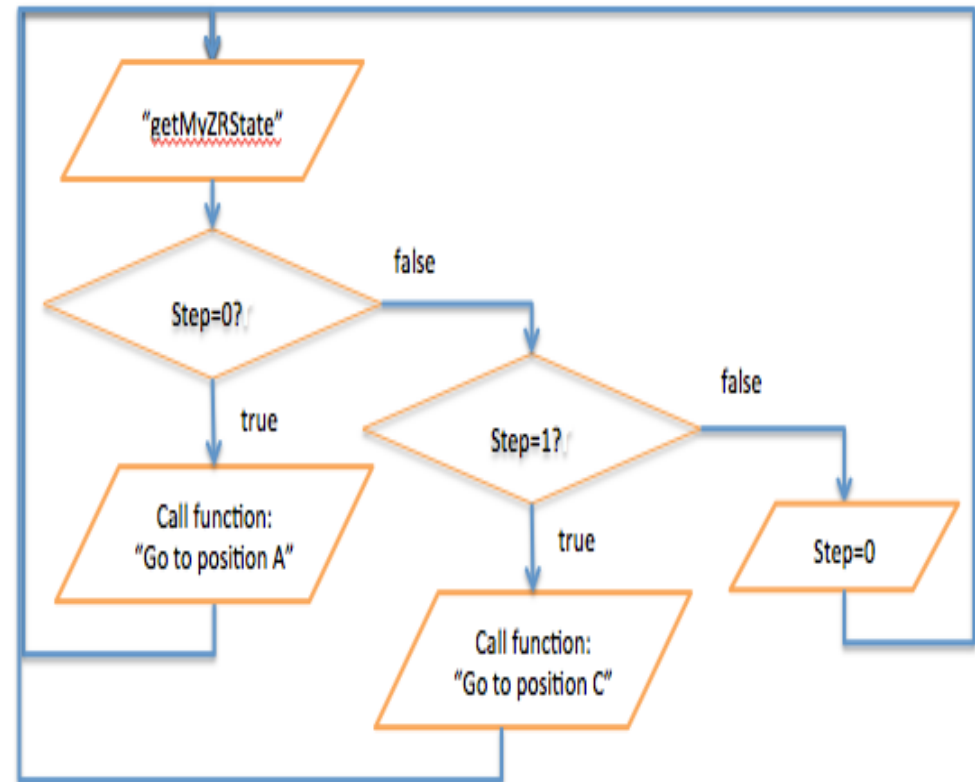 “getMyZRState”
false
Step=0?
false
true
Step=1?
Call function:
“Go to position A”
true
Step=0
Call function:
“Go to position C”